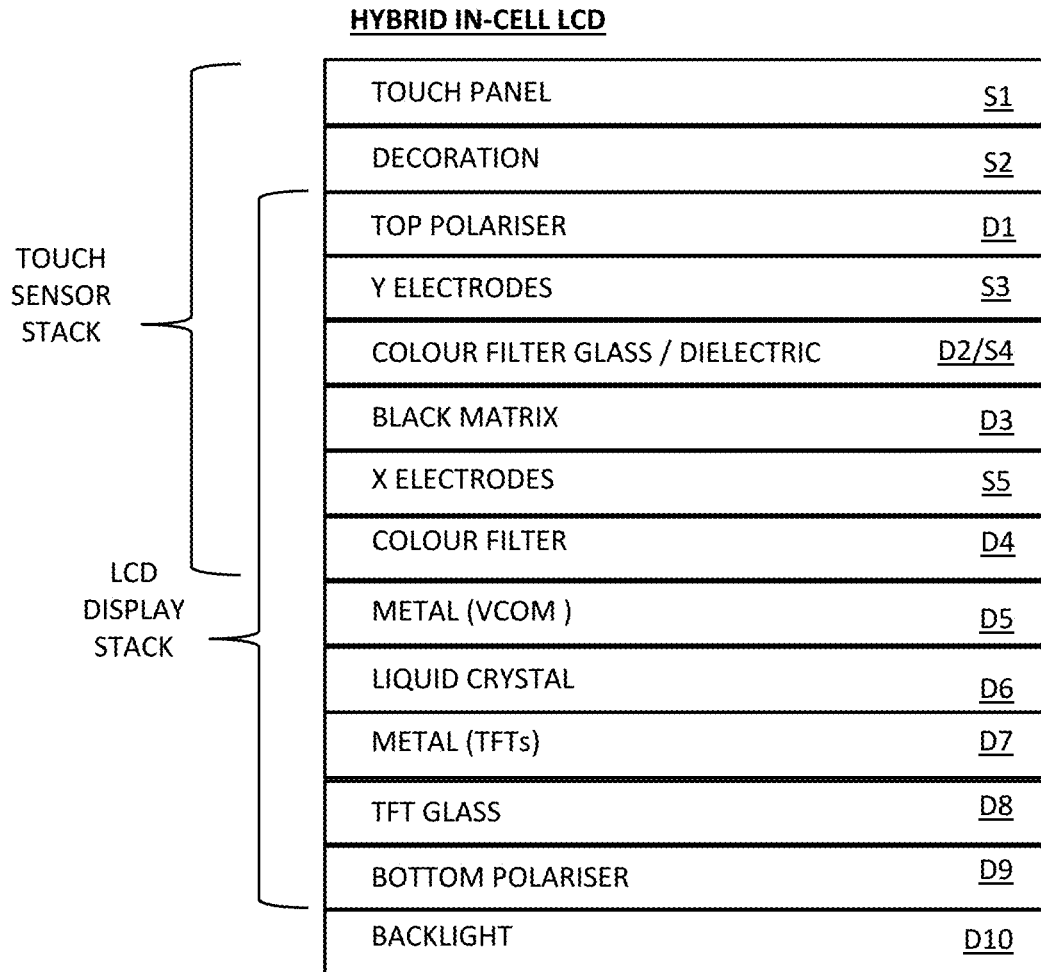 HYBRID IN-CELL LCD
TOUCH PANEL S1
DECORATION S2
TOP POLARISER D1
Y ELECTRODES S3
COLOUR FILTER GLASS / DIELECTRIC D2/S4
BLACK MATRIX D3
X ELECTRODES S5
COLOUR FILTER D4
METAL (VCOM ) D5
LIQUID CRYSTAL D6
METAL (TFTs) D7
TFT GLASS D8
BOTTOM POLARISER D9
BACKLIGHT D10
TOUCH
SENSOR
STACK
LCD
DISPLAY
STACK